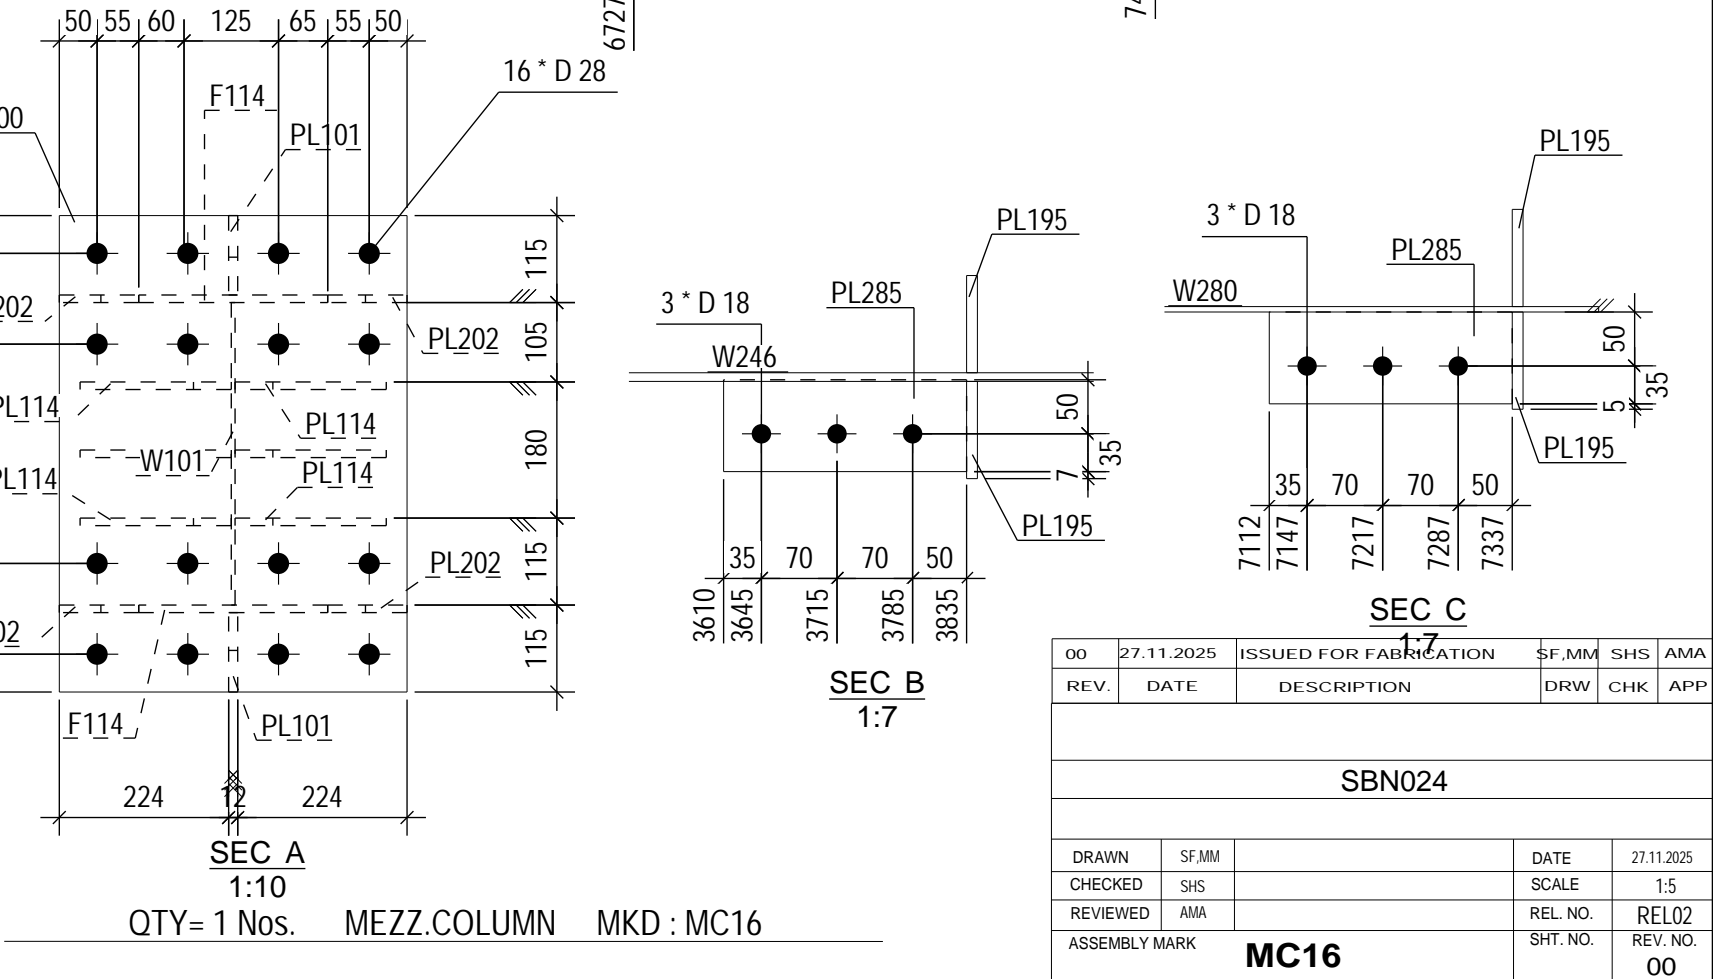 50 55 60 125 65 55 50
6727
16 * D 28
F114
PL101
00
115
202
PL202
105
PL114
PL114
W101
180
PL114
PL114
115
PL202
02
115
F114
PL101
224 12 224
SEC A
1:10
QTY= 1 Nos. MEZZ.COLUMN MKD : MC16
PL195
3 * D 18
PL285
W246
50
35
7
PL195
35 70 70 50
3610 3645 3715 3785 3835
SEC B
1:7
PL195
3 * D 18
PL285
W280
50
35
5
PL195
35 70 70 50
7112 7147 7217 7287 7337
SEC C
1:7
00 27.11.2025 ISSUED FOR FABRICATION SF,MM SHS AMA
REV. DATE DESCRIPTION DRW CHK APP
SBN024
DRAWN SF,MM DATE 27.11.2025
CHECKED SHS SCALE 1:5
REVIEWED AMA REL. NO. REL02
ASSEMBLY MARK MC16 SHT. NO. REV. NO.
00